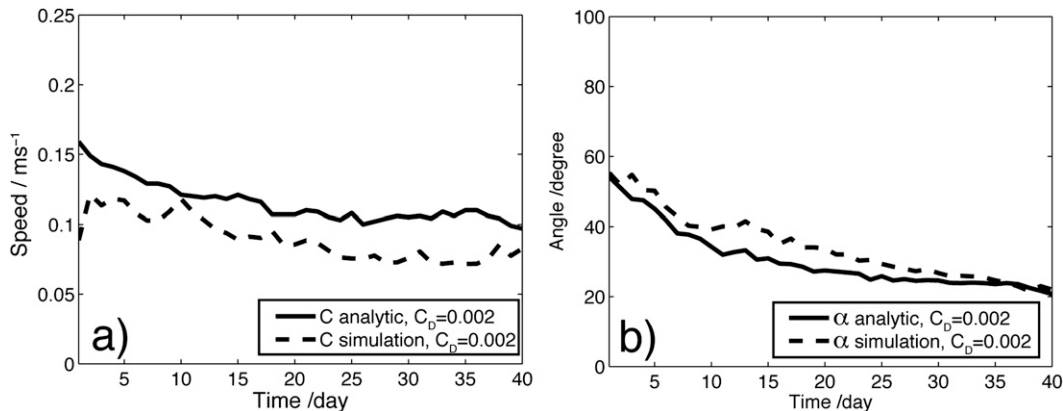 0.25
0.2
0.15
0.1
0.05
0
Speed / ms⁻¹
a)
C analytic, C_D=0.002
C simulation, C_D=0.002
5 10 15 20 25 30 35 40
Time /day
100
80
60
40
20
0
Angle /degree
b)
α analytic, C_D=0.002
α simulation, C_D=0.002
5 10 15 20 25 30 35 40
Time /day